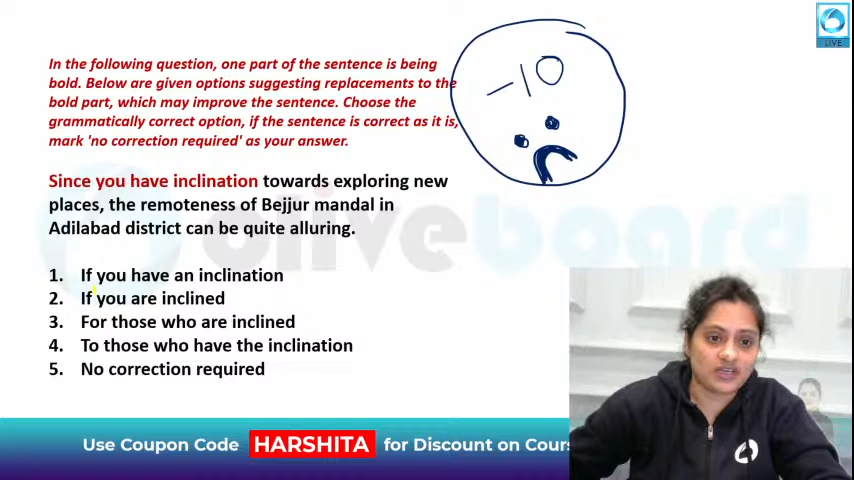 In the following question, one part of the sentence is being
bold. Below are given options suggesting replacements to the
bold part, which may improve the sentence. Choose the
grammatically correct option, if the sentence is correct as it is,
mark 'no correction required' as your answer.
-10
Since you have inclination towards exploring new
places, the remoteness of Bejjur mandal in
Adilabad district can be quite alluring.
1. If you have an inclination
2. If you are inclined
3. For those who are inclined
4. To those who have the inclination
5. No correction required
oliveboard
LIVE
Use Coupon Code HARSHITA for Discount on Cours